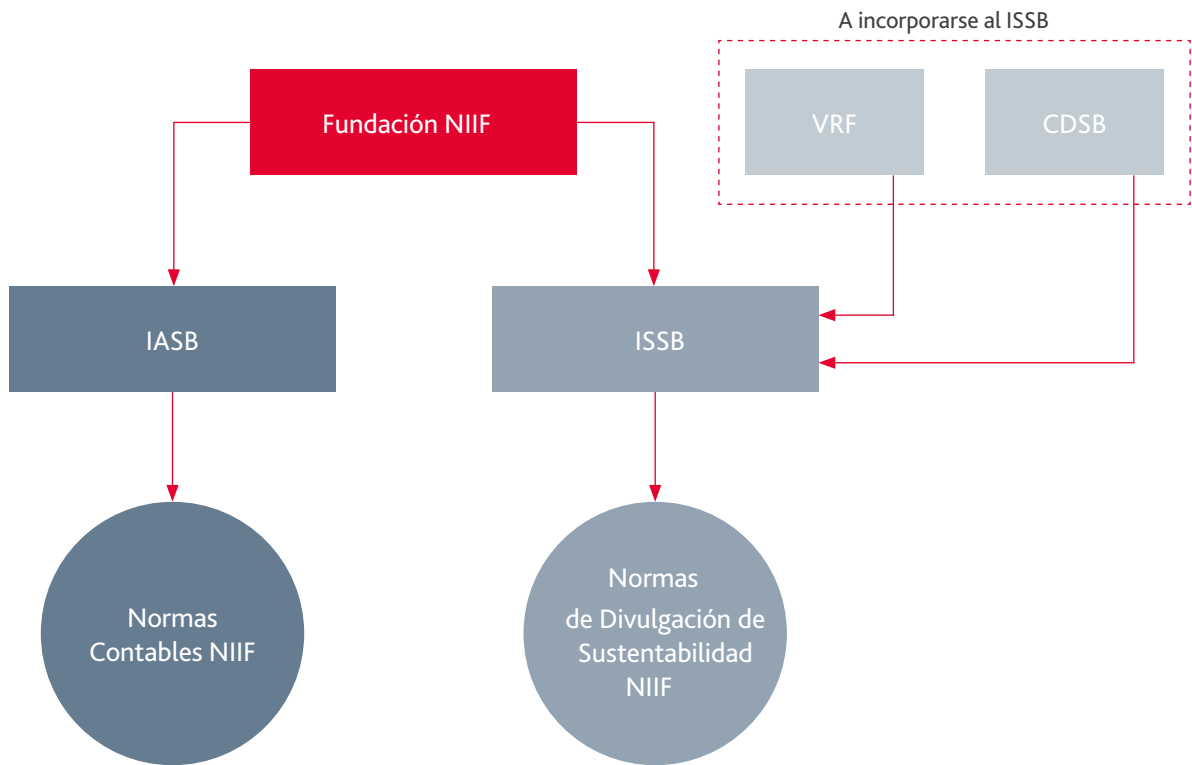 A incorporarse al ISSB
Fundación NIIF
VRF
CDSB
IASB
ISSB
Normas
Contables NIIF
Normas
de Divulgación de
Sustentabilidad
NIIF